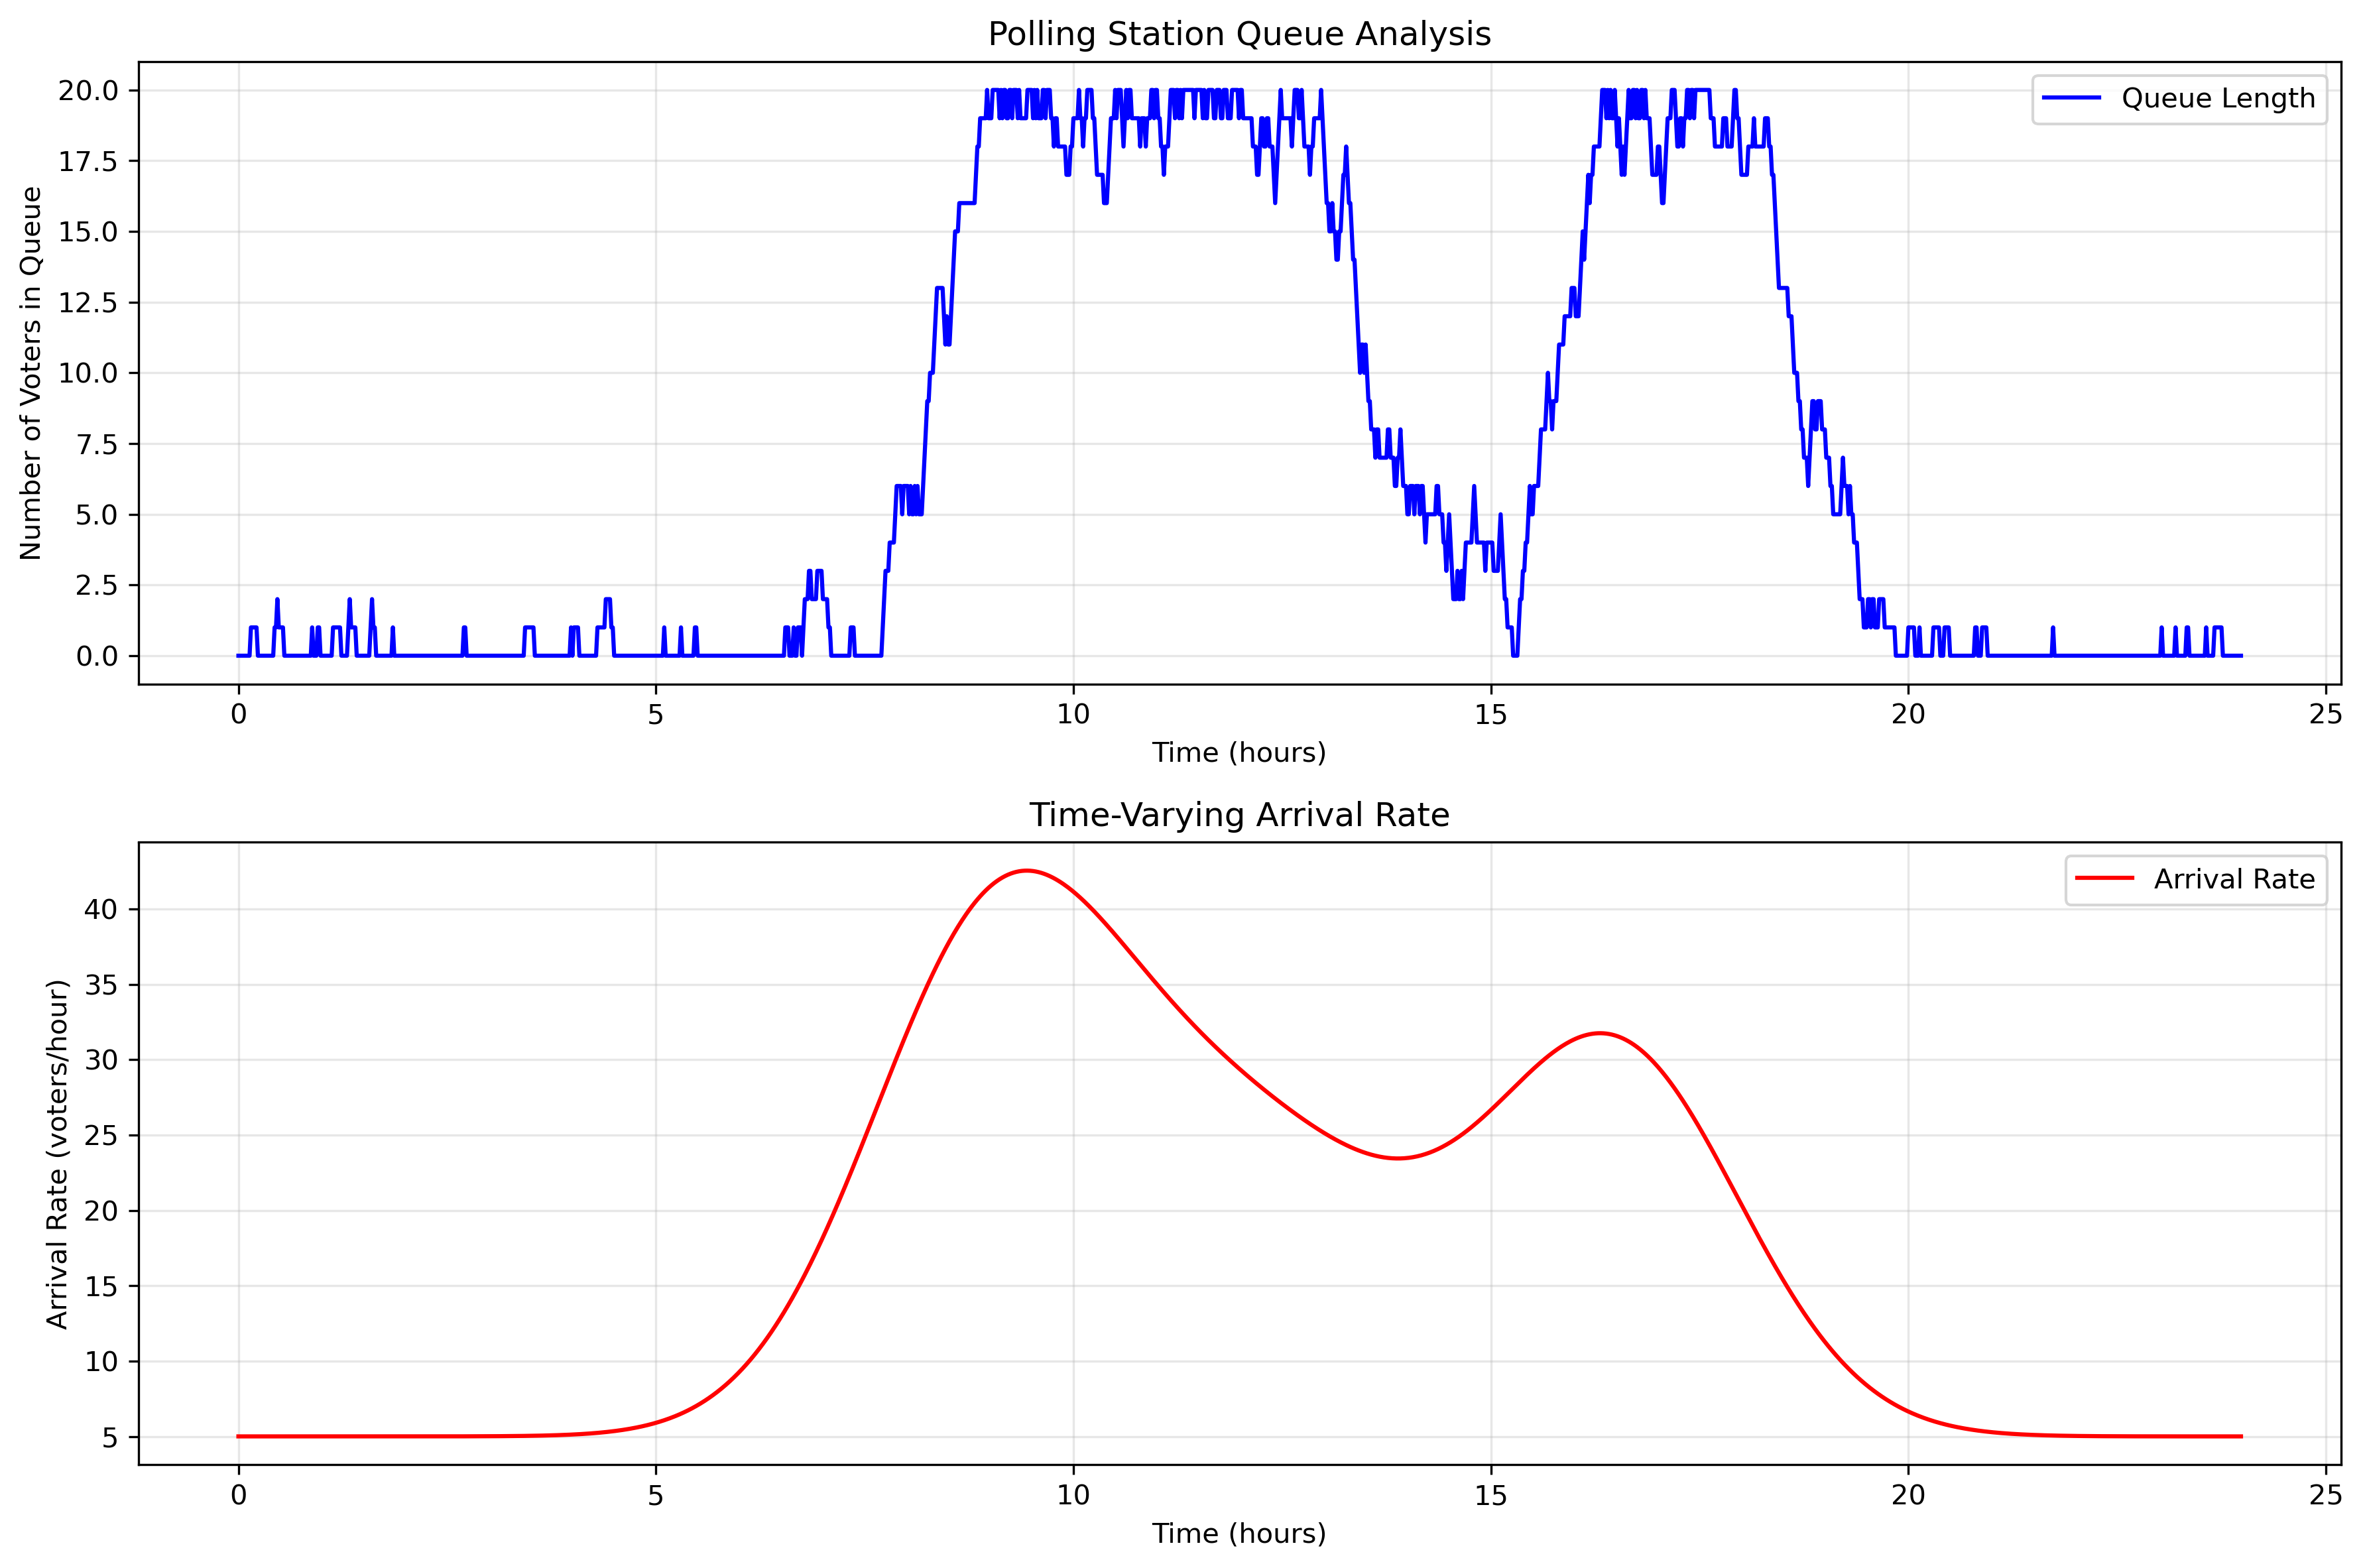 Polling Station Queue Analysis
Number of Voters in Queue
20.0
17.5
15.0
12.5
10.0
7.5
5.0
2.5
0.0
Queue Length
0 5 10 15 20 25
Time (hours)
Time-Varying Arrival Rate
Arrival Rate (voters/hour)
40
35
30
25
20
15
10
5
Arrival Rate
0 5 10 15 20 25
Time (hours)